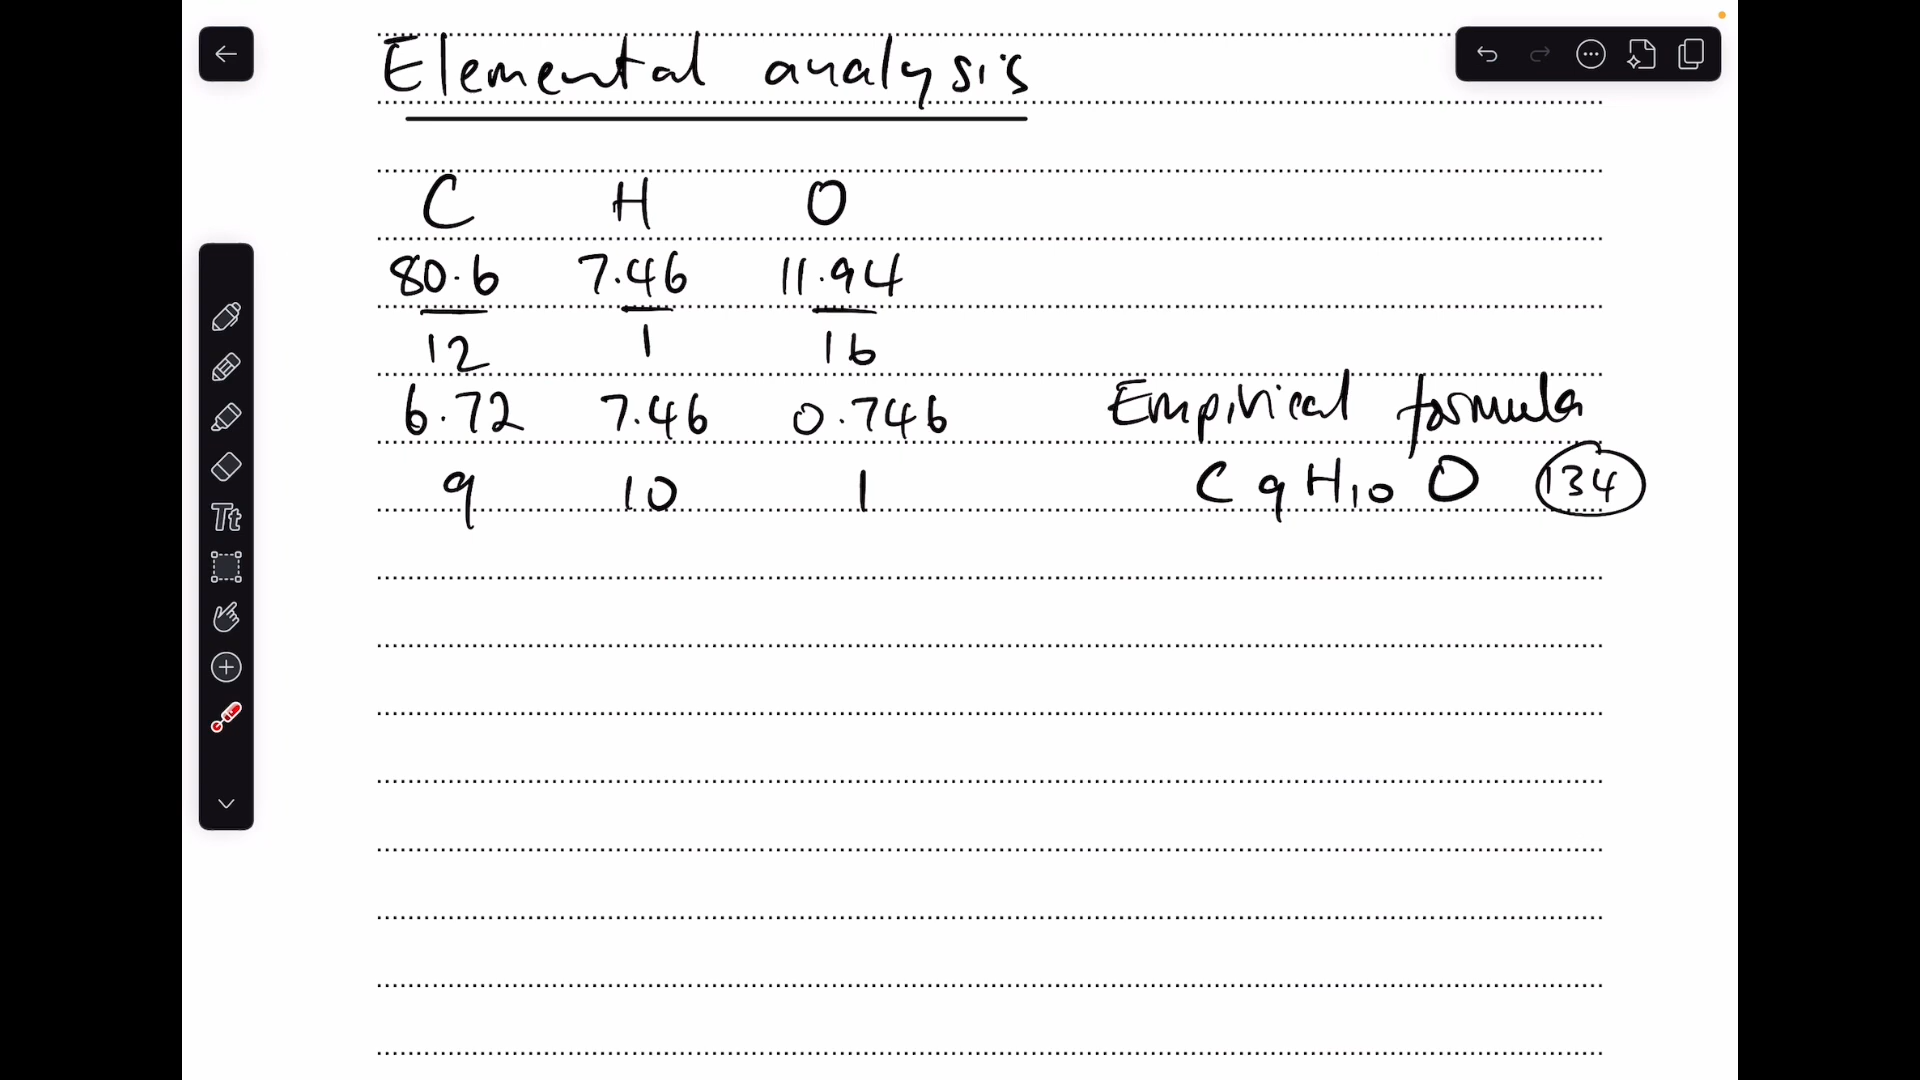 Elemental analysis
C H O
80.6 7.46 11.94
12 1 16
6.72 7.46 0.746
9 10 1
Empirical formula
C9H10O 134
Tt